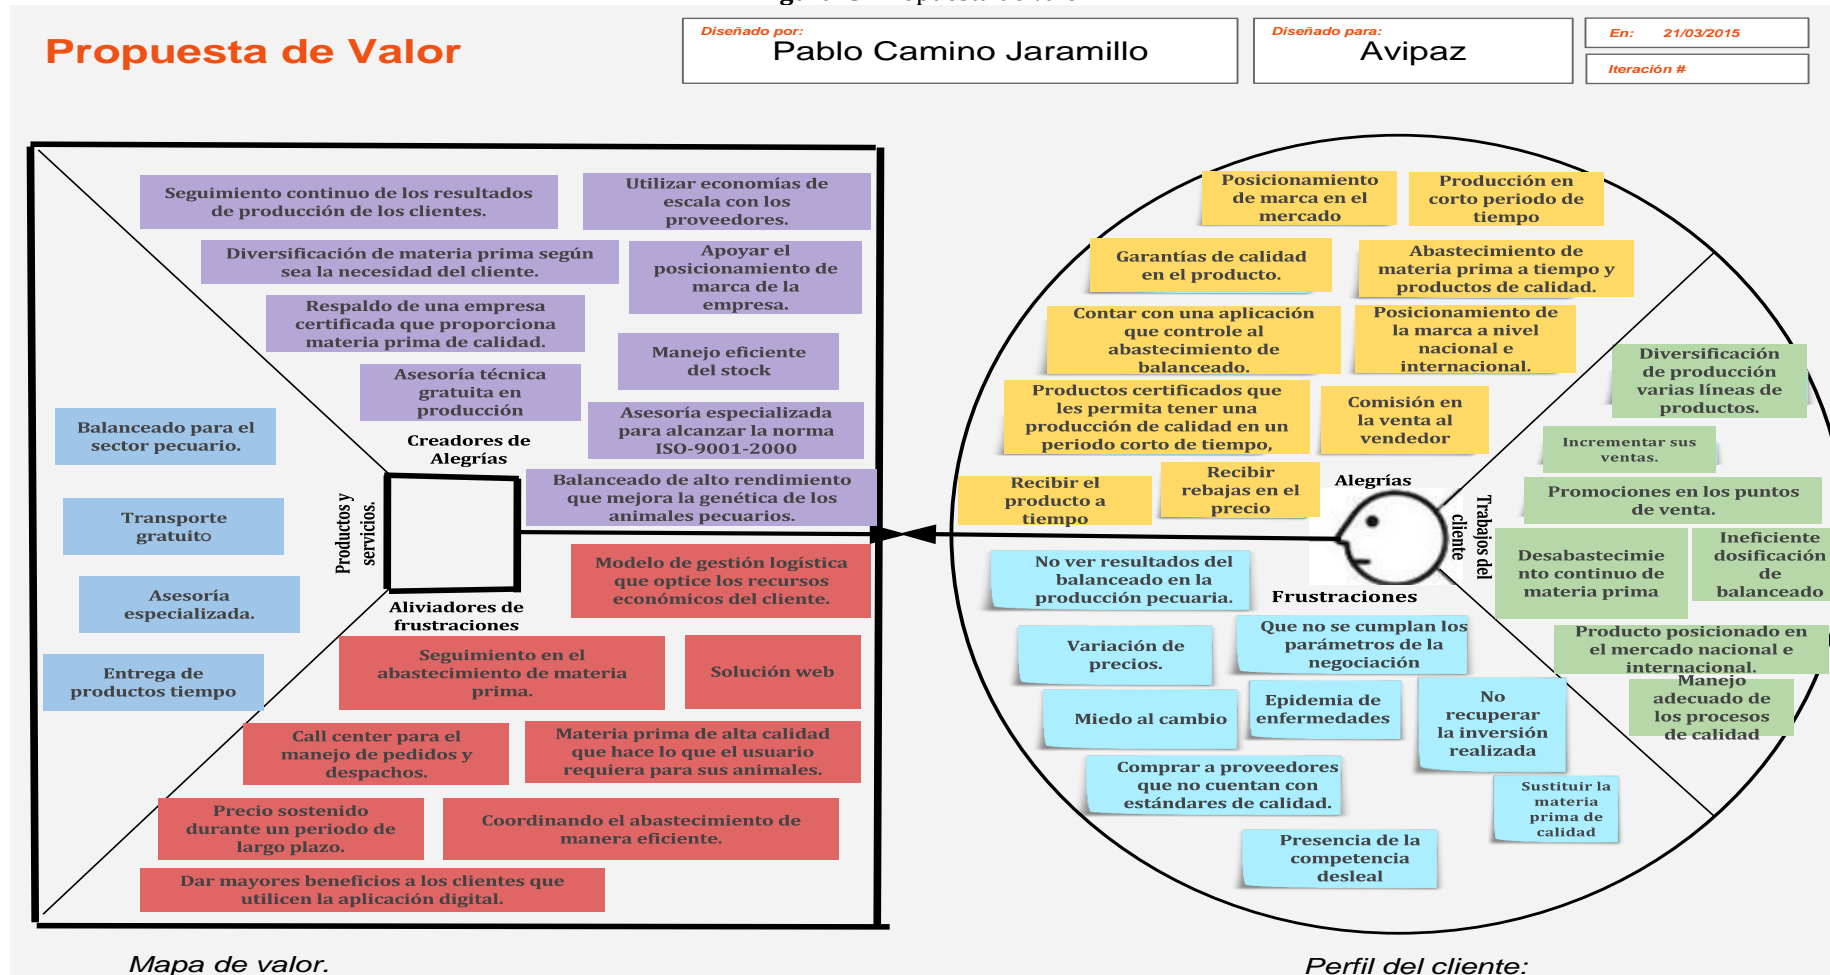 Propuesta de Valor
Diseñado por:
Pablo Camino Jaramillo
Diseñado para:
Avipaz
En: 21/03/2015
Iteración #
Seguimiento continuo de los resultados
de producción de los clientes.
Utilizar economías de
escala con los
proveedores.
Diversificación de materia prima según
sea la necesidad del cliente.
Apoyar el
posicionamiento de
marca de la
empresa.
Respaldo de una empresa
certificada que proporciona
materia prima de calidad.
Manejo eficiente
del stock
Asesoría técnica
gratuita en
producción
Asesoría especializada
para alcanzar la norma
ISO-9001-2000
Creadores de
Alegrías
Balanceado de alto rendimiento
que mejora la genética de los
animales pecuarios.
Balanceado para el
sector pecuario.
Transporte
gratuito
Asesoría
especializada.
Entrega de
productos tiempo
Productos y
serviercios.
Aliviadores de
frustraciones
Modelo de gestión logística
que optice los recursos
económicos del cliente.
Seguimiento en el
abastecimiento de materia
prima.
Solución web
Call center para el
manejo de pedidos y
despachos.
Materia prima de alta calidad
que hace lo que el usuario
requiera para sus animales.
Precio sostenido
durante un periodo de
largo plazo.
Coordinando el abastecimiento de
manera eficiente.
Dar mayores beneficios a los clientes que
utilicen la aplicación digital.
Mapa de valor.
Posicionamiento
de marca en el
mercado
Producción en
corto periodo de
tiempo
Garantías de calidad
en el producto.
Abastecimiento de
materia prima a tiempo y
productos de calidad.
Contar con una aplicación
que controle al
abastecimiento de
balanceado.
Posicionamiento de
la marca a nivel
nacional e
internacional.
Productos certificados que
les permita tener una
producción de calidad en un
periodo corto de tiempo,
Comisión en
la venta al
vendedor
Recibir el
producto a
tiempo
Recibir
rebajas en el
precio
Alegrías
Trabajos del
cliente
Diversificación
de producción
varias líneas de
productos.
Incrementar sus
ventas.
Promociones en los puntos
de venta.
Desabastecimie
nto continuo de
materia prima
Ineficiente
dosificación
de
balanceado
Producto posicionado en
el mercado nacional e
internacional.
Manejo
adecuado de
los procesos
de calidad
Frustraciones
No ver resultados del
balanceado en la
producción pecuaria.
Variación de
precios.
Que no se cumplan los
parámetros de la
negociación
Miedo al cambio
Epidemia de
enfermedades
No
recuperar
la inversión
realizada
Comprar a proveedores
que no cuentan con
estándares de calidad.
Sustituir la
materia
prima de
calidad
Presencia de la
competencia
desleal
Perfil del cliente: